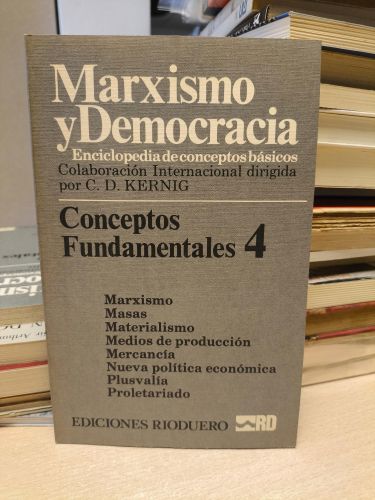 Marxismo
y Democracia
Enciclopedia de conceptos básicos
Colaboración Internacional dirigida
por C. D. KERNIG
Conceptos
Fundamentales 4
Marxismo
Masas
Materialismo
Medios de producción
Mercancía
Nueva política económica
Plusvalía
Proletariado
EDICIONES RIODUERO RD